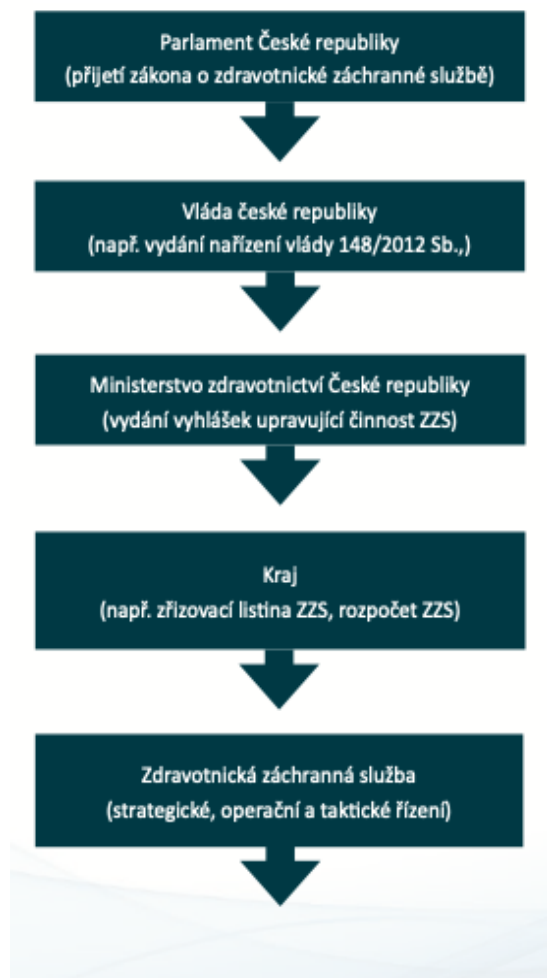 Parlament České republiky
(přijetí zákona o zdravotnické záchranné službě)
Vláda české republiky
(např. vydání nařízení vlády 148/2012 Sb.,)
Ministerstvo zdravotnictví České republiky
(vydání vyhlášek upravující činnost ZZS)
Kraj
(např. zřizovací listina ZZS, rozpočet ZZS)
Zdravotnická záchranná služba
(strategické, operační a taktické řízení)